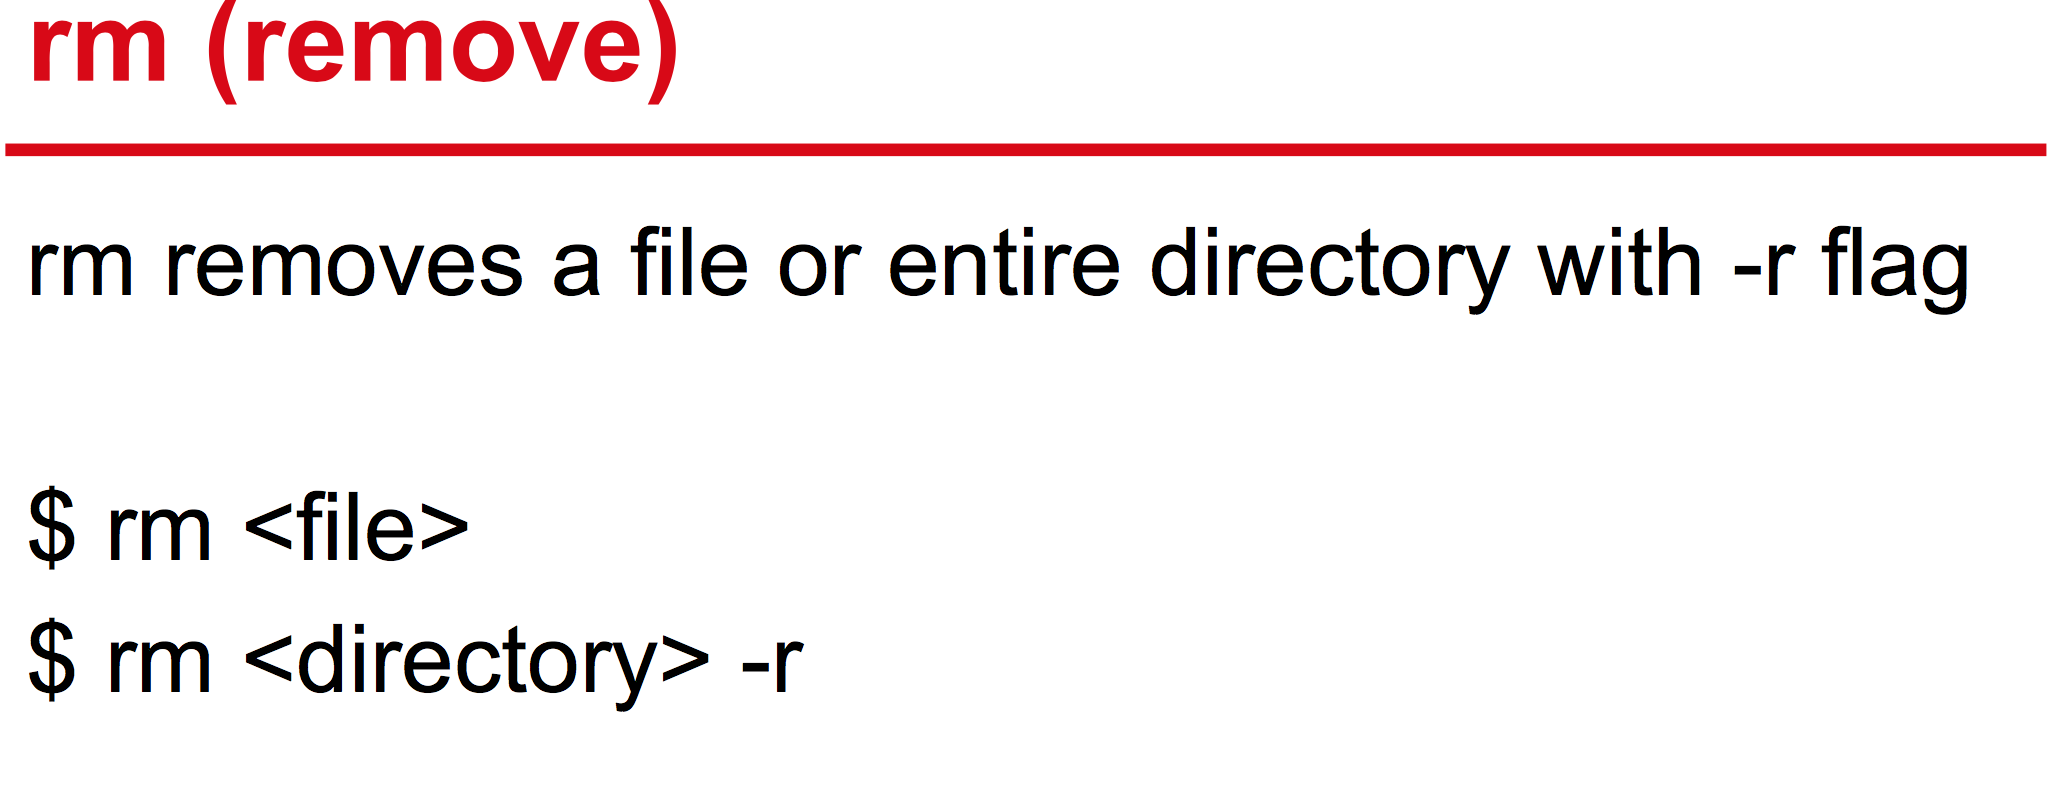 rm (remove)
rm removes a file or entire directory with -r flag
$ rm <file>
$ rm <directory> -r